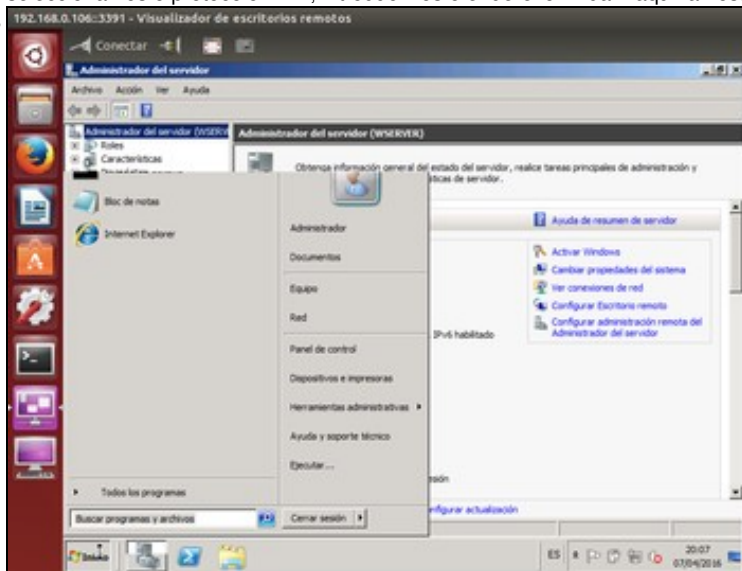 192.168.0.106::3391 - Visualizador de escritorios remotos
Conectar
Administrador del servidor
Archivo Acción Ver Ayuda
Administrador del servidor (WSERV
Administrador del servidor (WSERVER)
Roles
Características
Obtenga información general del estado del servidor, realice tareas principales de administración y
sticas de servidor.
Bloc de notas
Internet Explorer
Administrador
Documentos
Equipo
Red
Panel de control
Dispositivos e impresoras
Herramientas administrativas
Ayuda y soporte técnico
Ejecutar...
Ayuda de resumen de servidor
Activar Windows
Cambiar propiedades del sistema
Ver conexiones de red
Configurar Escritorio remoto
Configurar administración remota del
Administrador del servidor
IPv6 habilitado
Todos los programas
Buscar programas y archivos
Cerrar sesión
nfigurar actualización
Inicio
ES
20:07
07/04/2016